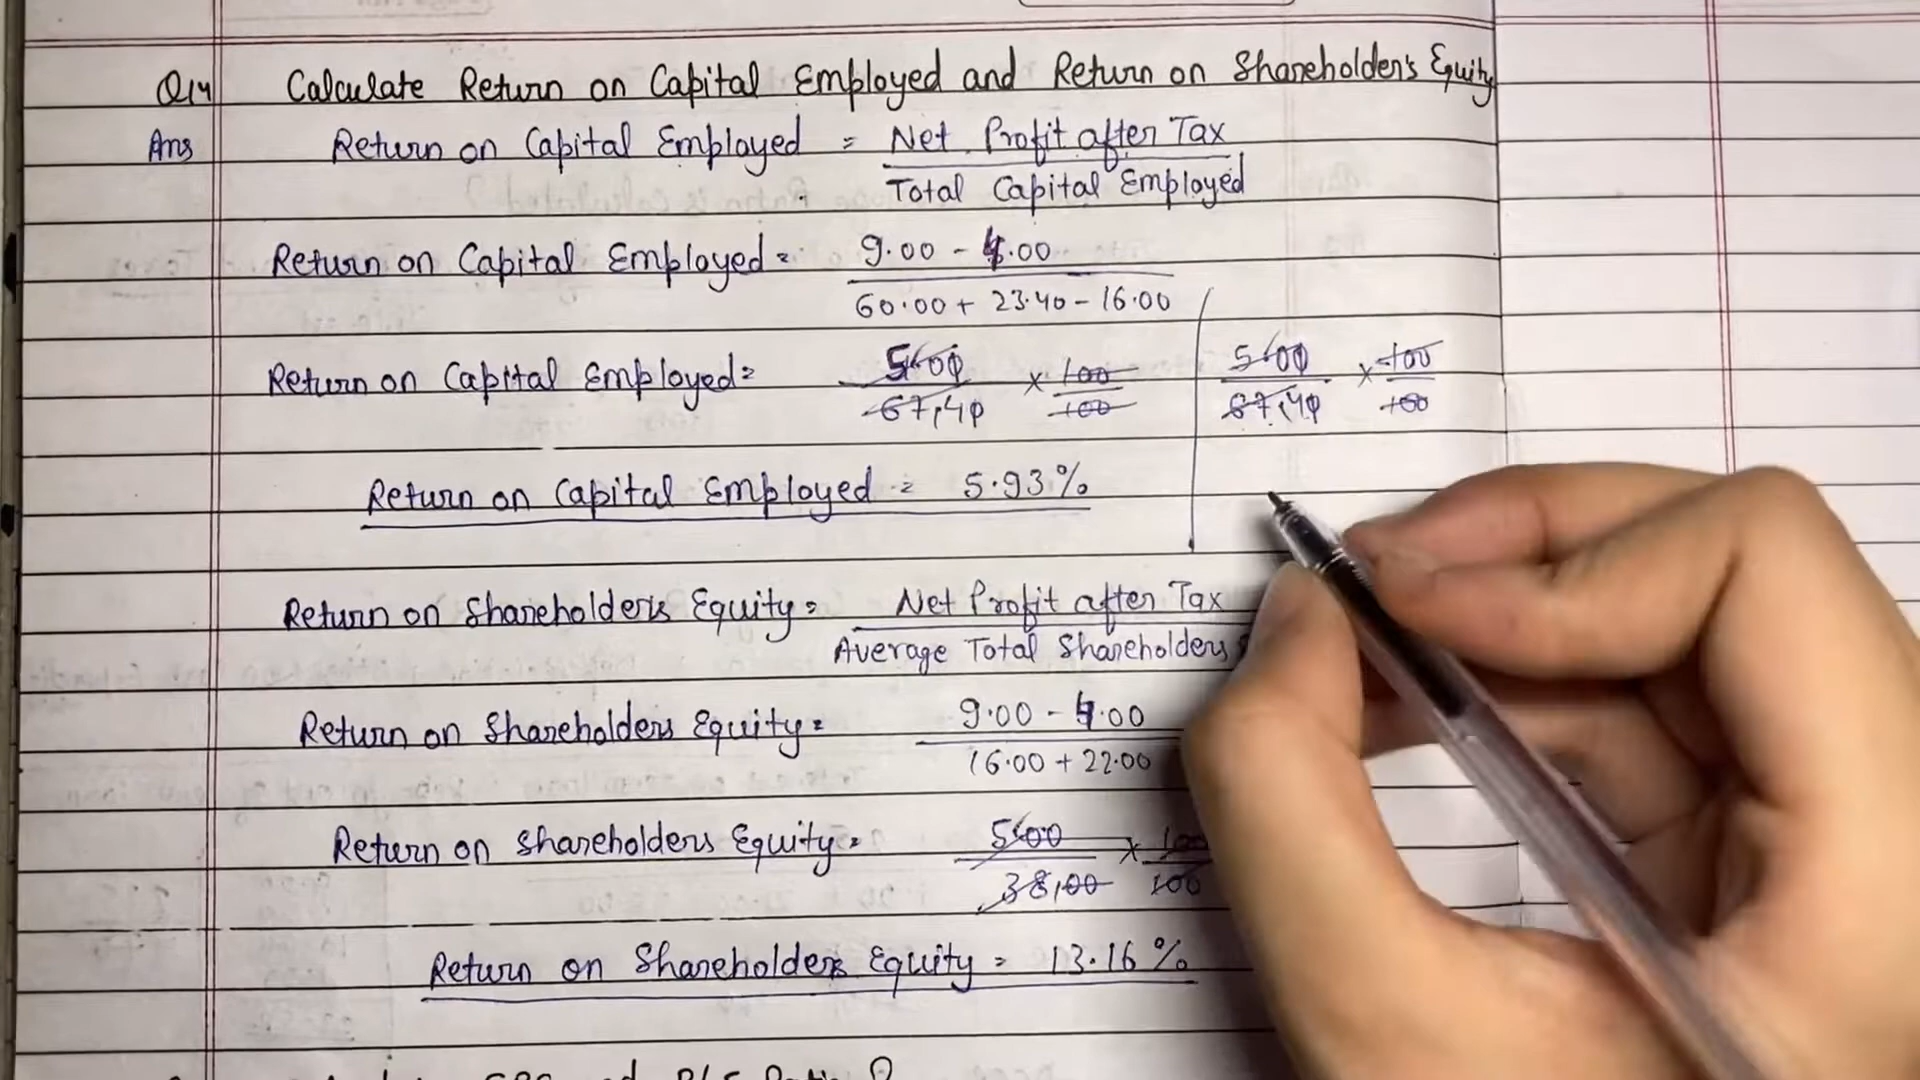 Q14 Calculate Return on Capital Employed and Return on Shareholder's Equity
Ans Return on Capital Employed = Net Profit after Tax
Total Capital Employed
Return on Capital Employed = 9.00 - 4.00
60.00 + 23.40 - 16.00
Return on Capital Employed = 5.00 × 100 5.00 × 100
67.40 100 67.40 100
Return on Capital Employed = 5.93%
Return on Shareholders Equity = Net Profit after Tax
Average Total Shareholders
Return on Shareholders Equity = 9.00 - 4.00
16.00 + 22.00
Return on shareholders Equity = 5.00 × 100
38.00 100
Return on Shareholders Equity = 13.16%